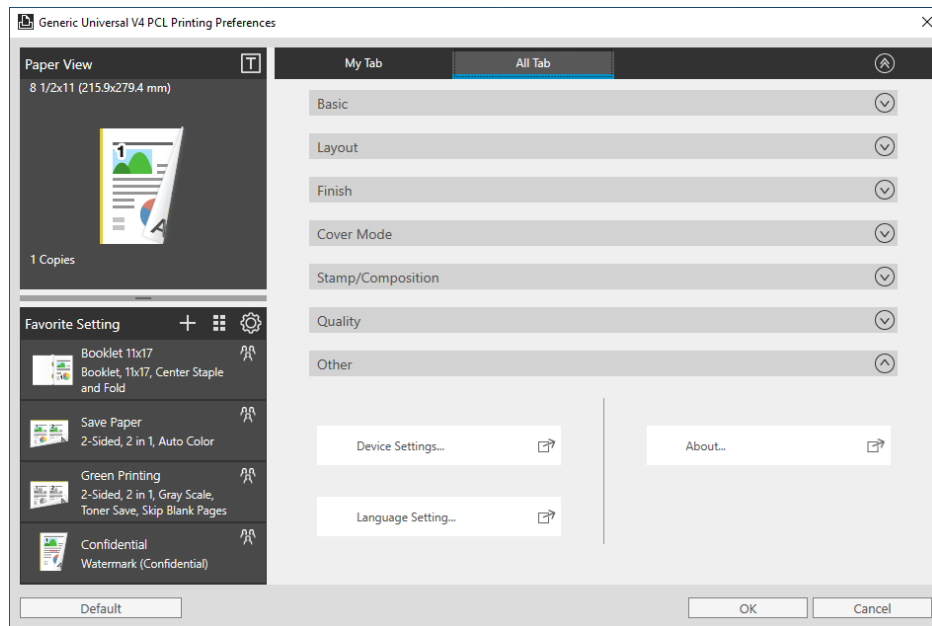 Generic Universal V4 PCL Printing Preferences
Paper View
T
My Tab
All Tab
8 1/2x11 (215.9x279.4 mm)
1
A
1 Copies
Basic
Layout
Finish
Cover Mode
Stamp/Composition
Quality
Other
Favorite Setting
Booklet 11x17
Booklet, 11x17, Center Staple
and Fold
Save Paper
2-Sided, 2 in 1, Auto Color
Green Printing
2-Sided, 2 in 1, Gray Scale,
Toner Save, Skip Blank Pages
Confidential
Watermark (Confidential)
Device Settings...
About...
Language Setting...
Default
OK
Cancel